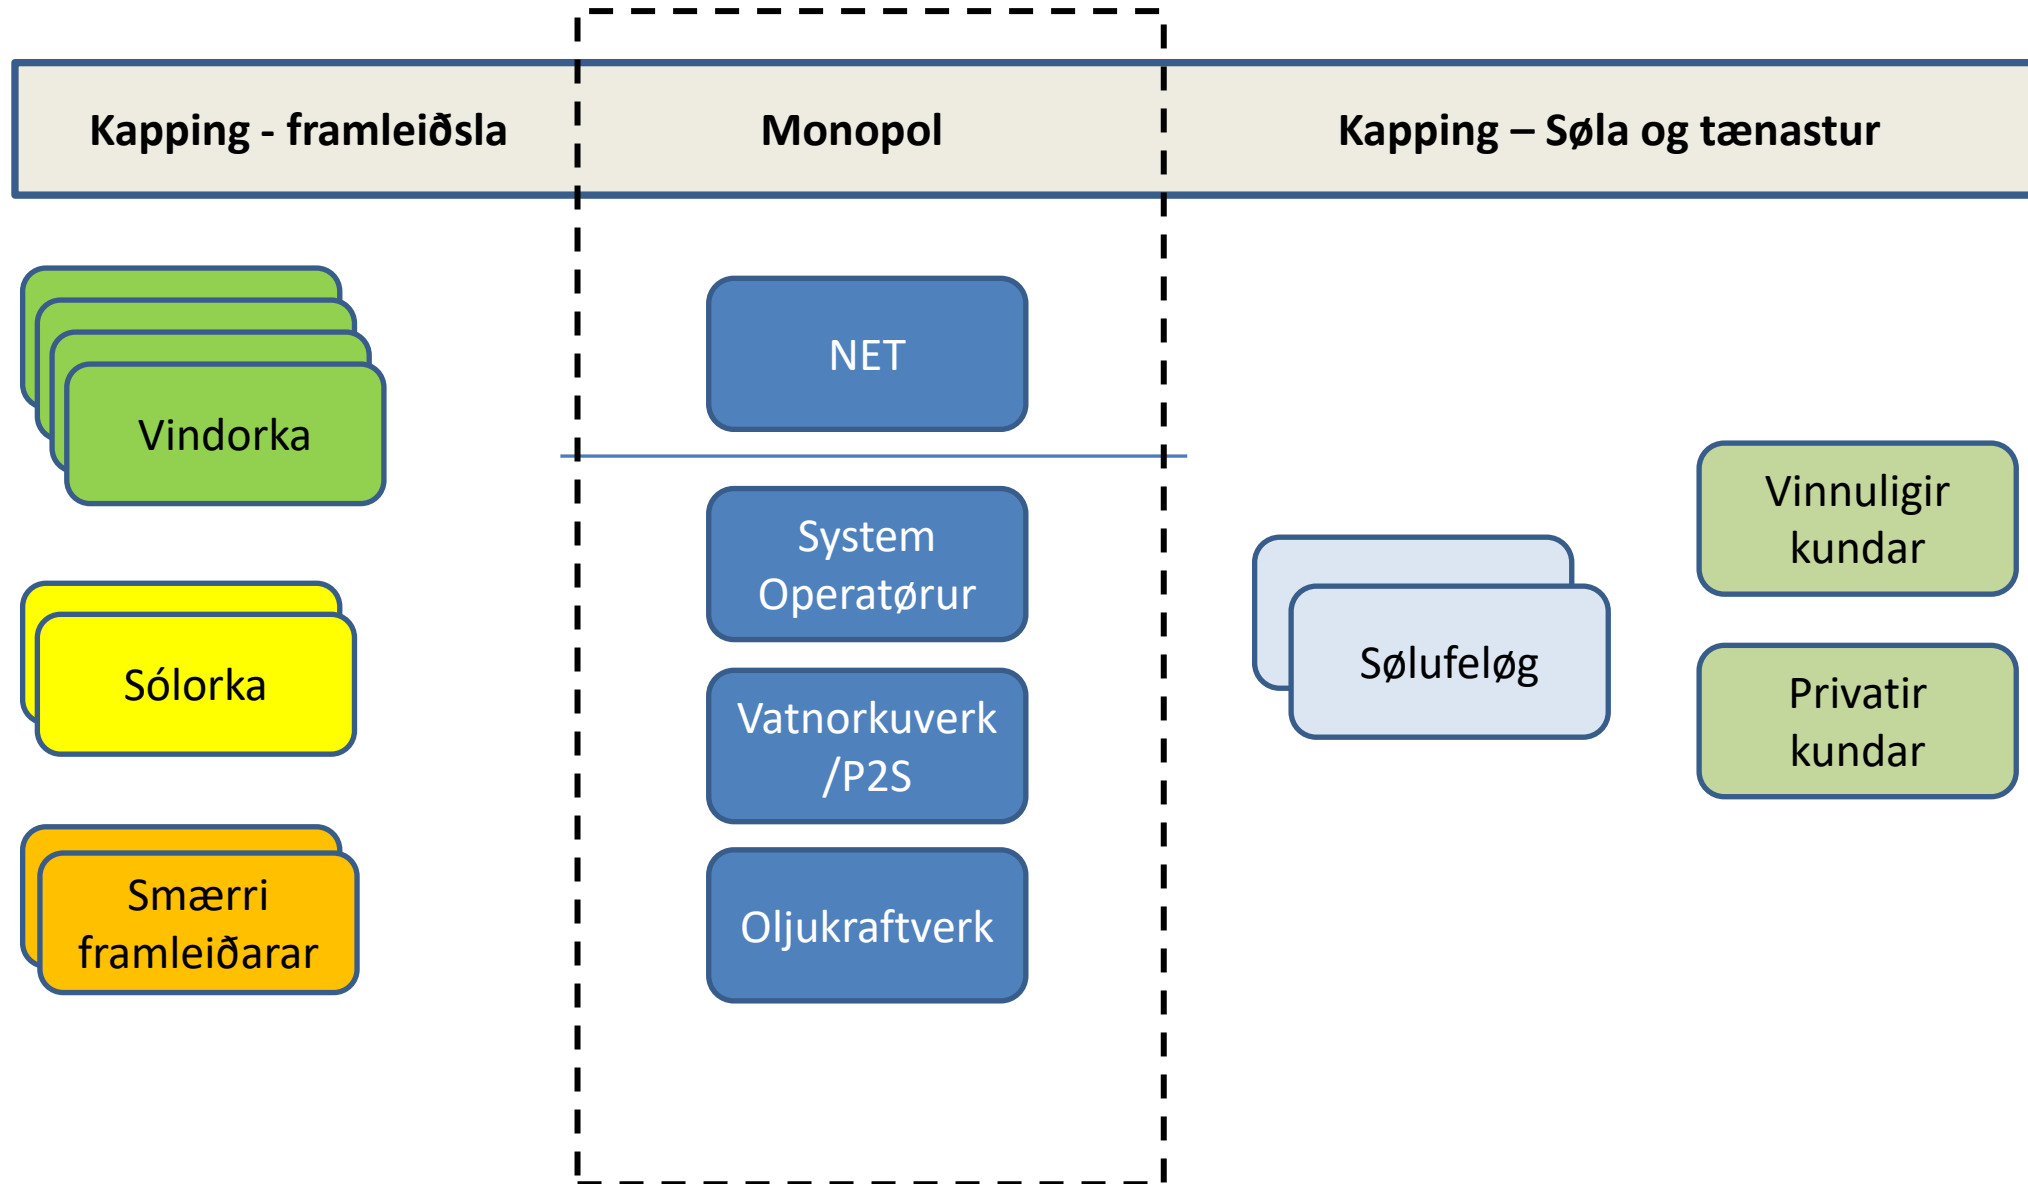 Kapping - framleiðsla
Monopol
Kapping – Søla og tænastur
Vindorka
Sólorka
Smærri
framleiðarar
NET
System
Operatørur
Vatnorkuverk
/P2S
Oljukraftverk
Sølufeløg
Vinnuligir
kundar
Privatir
kundar